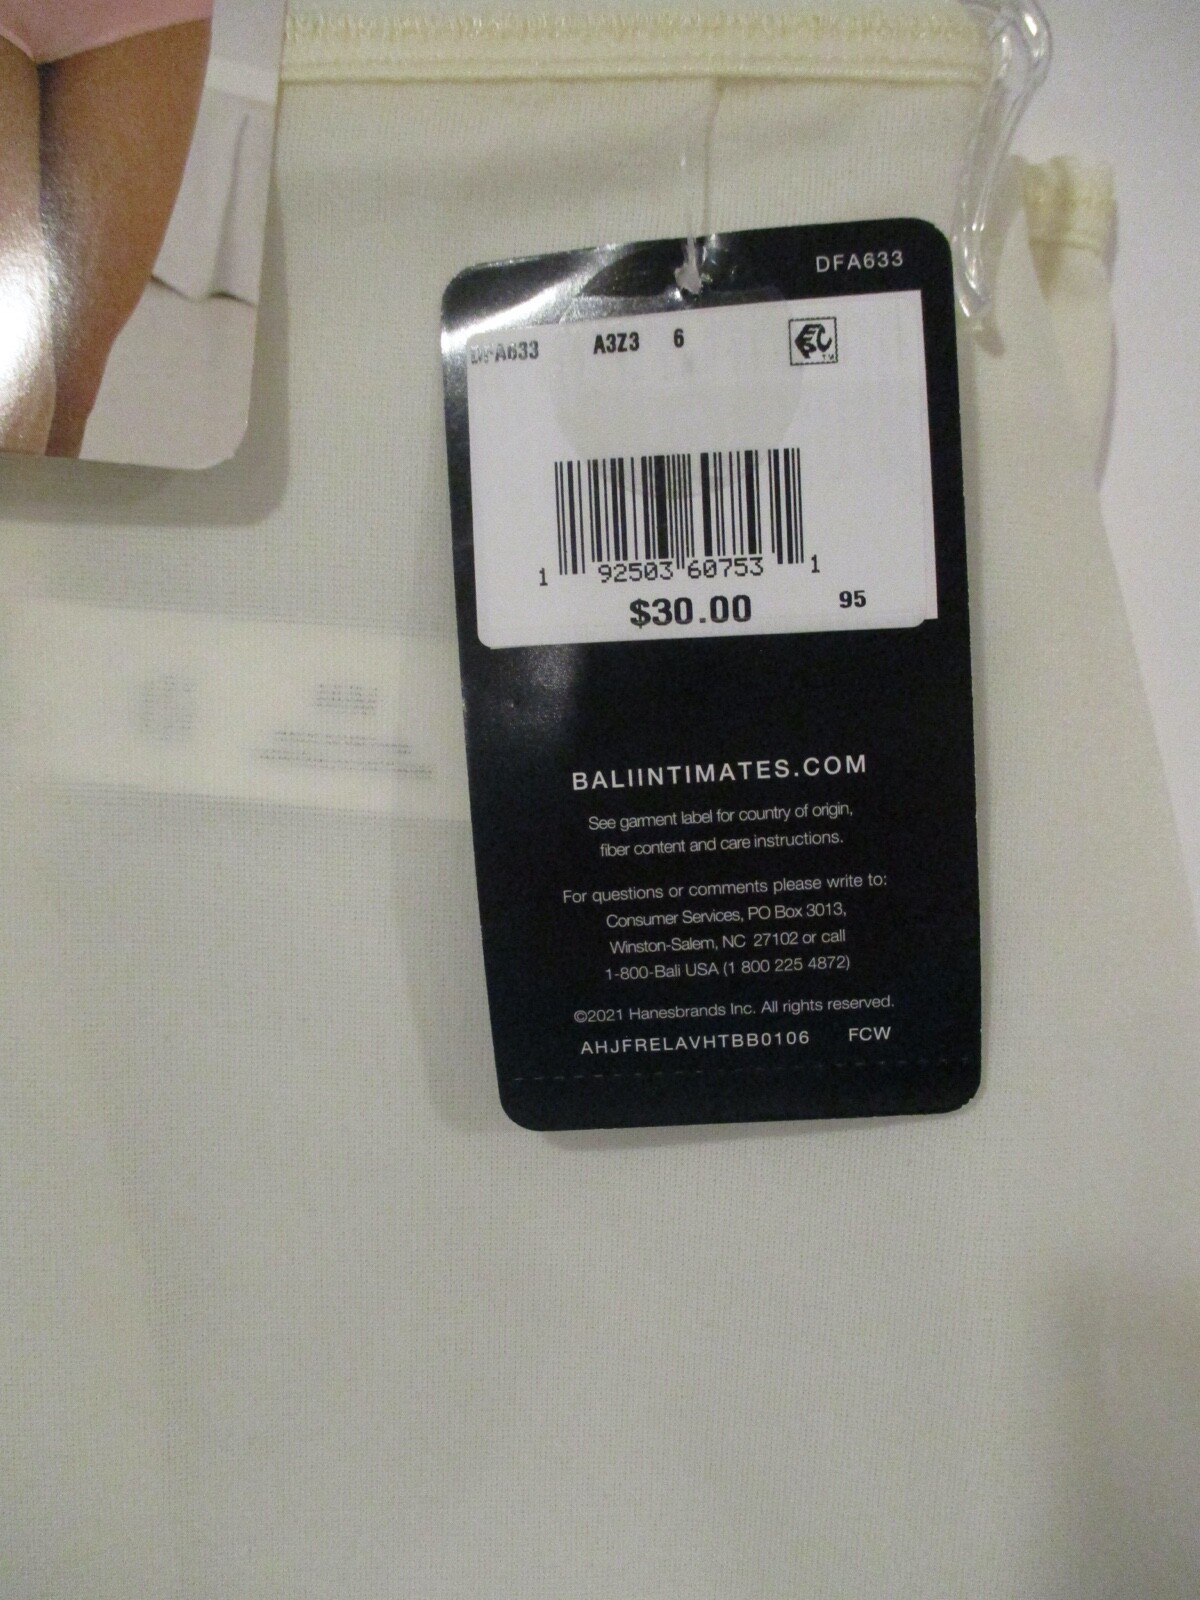 DFA633
DFA633 A3Z3 6
TM
1 92503 60753 1
$30.00 95
BALIINTIMATES.COM
See garment label for country of origin,
fiber content and care instructions.
For questions or comments please write to:
Consumer Services, PO Box 3013,
Winston-Salem, NC 27102 or call
1-800-Bali USA (1 800 225 4872)
©2021 Hanesbrands Inc. All rights reserved.
AHJFRELAVHTBB0106 FCW